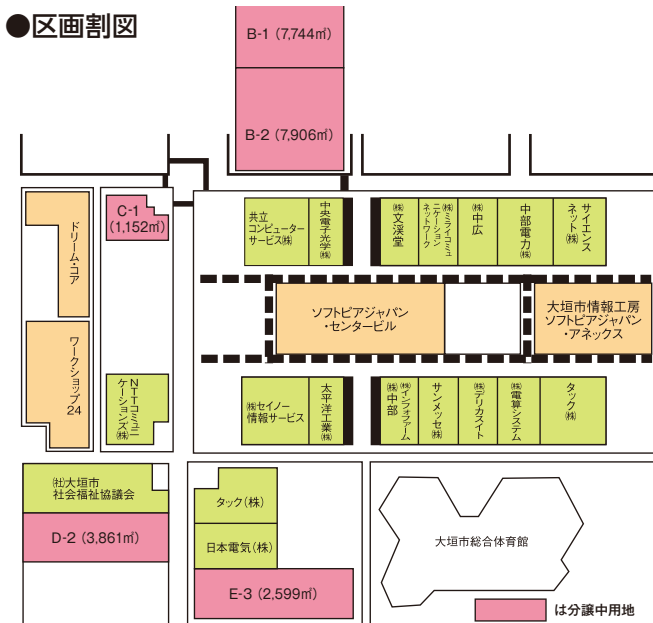 ●区画割図
B-1 (7,744㎡)
B-2 (7,906㎡)
C-1
(1,152㎡)
ドリーム・コア
共立
コンピューター
サービス㈱
中央電子光学㈱
㈱文渓堂
㈱ミライコミュ
ニケーション
ネットワーク
㈱中広
中部電力㈱
サイエンス
ネット㈱
ソフトピアジャパン
・センタービル
大垣市情報工房
ソフトピアジャパン
・アネックス
ワークショップ24
NTTコミュニ
ケーションズ㈱
㈱セイノー
情報サービス
太平洋工業㈱
㈱インフォファーム
㈱中部
サンメッセ㈱
㈱デリカスイト
㈱電算システム
タック㈱
㈳大垣市
社会福祉協議会
D-2 (3,861㎡)
タック(株)
日本電気(株)
E-3 (2,599㎡)
大垣市総合体育館
は分譲中用地